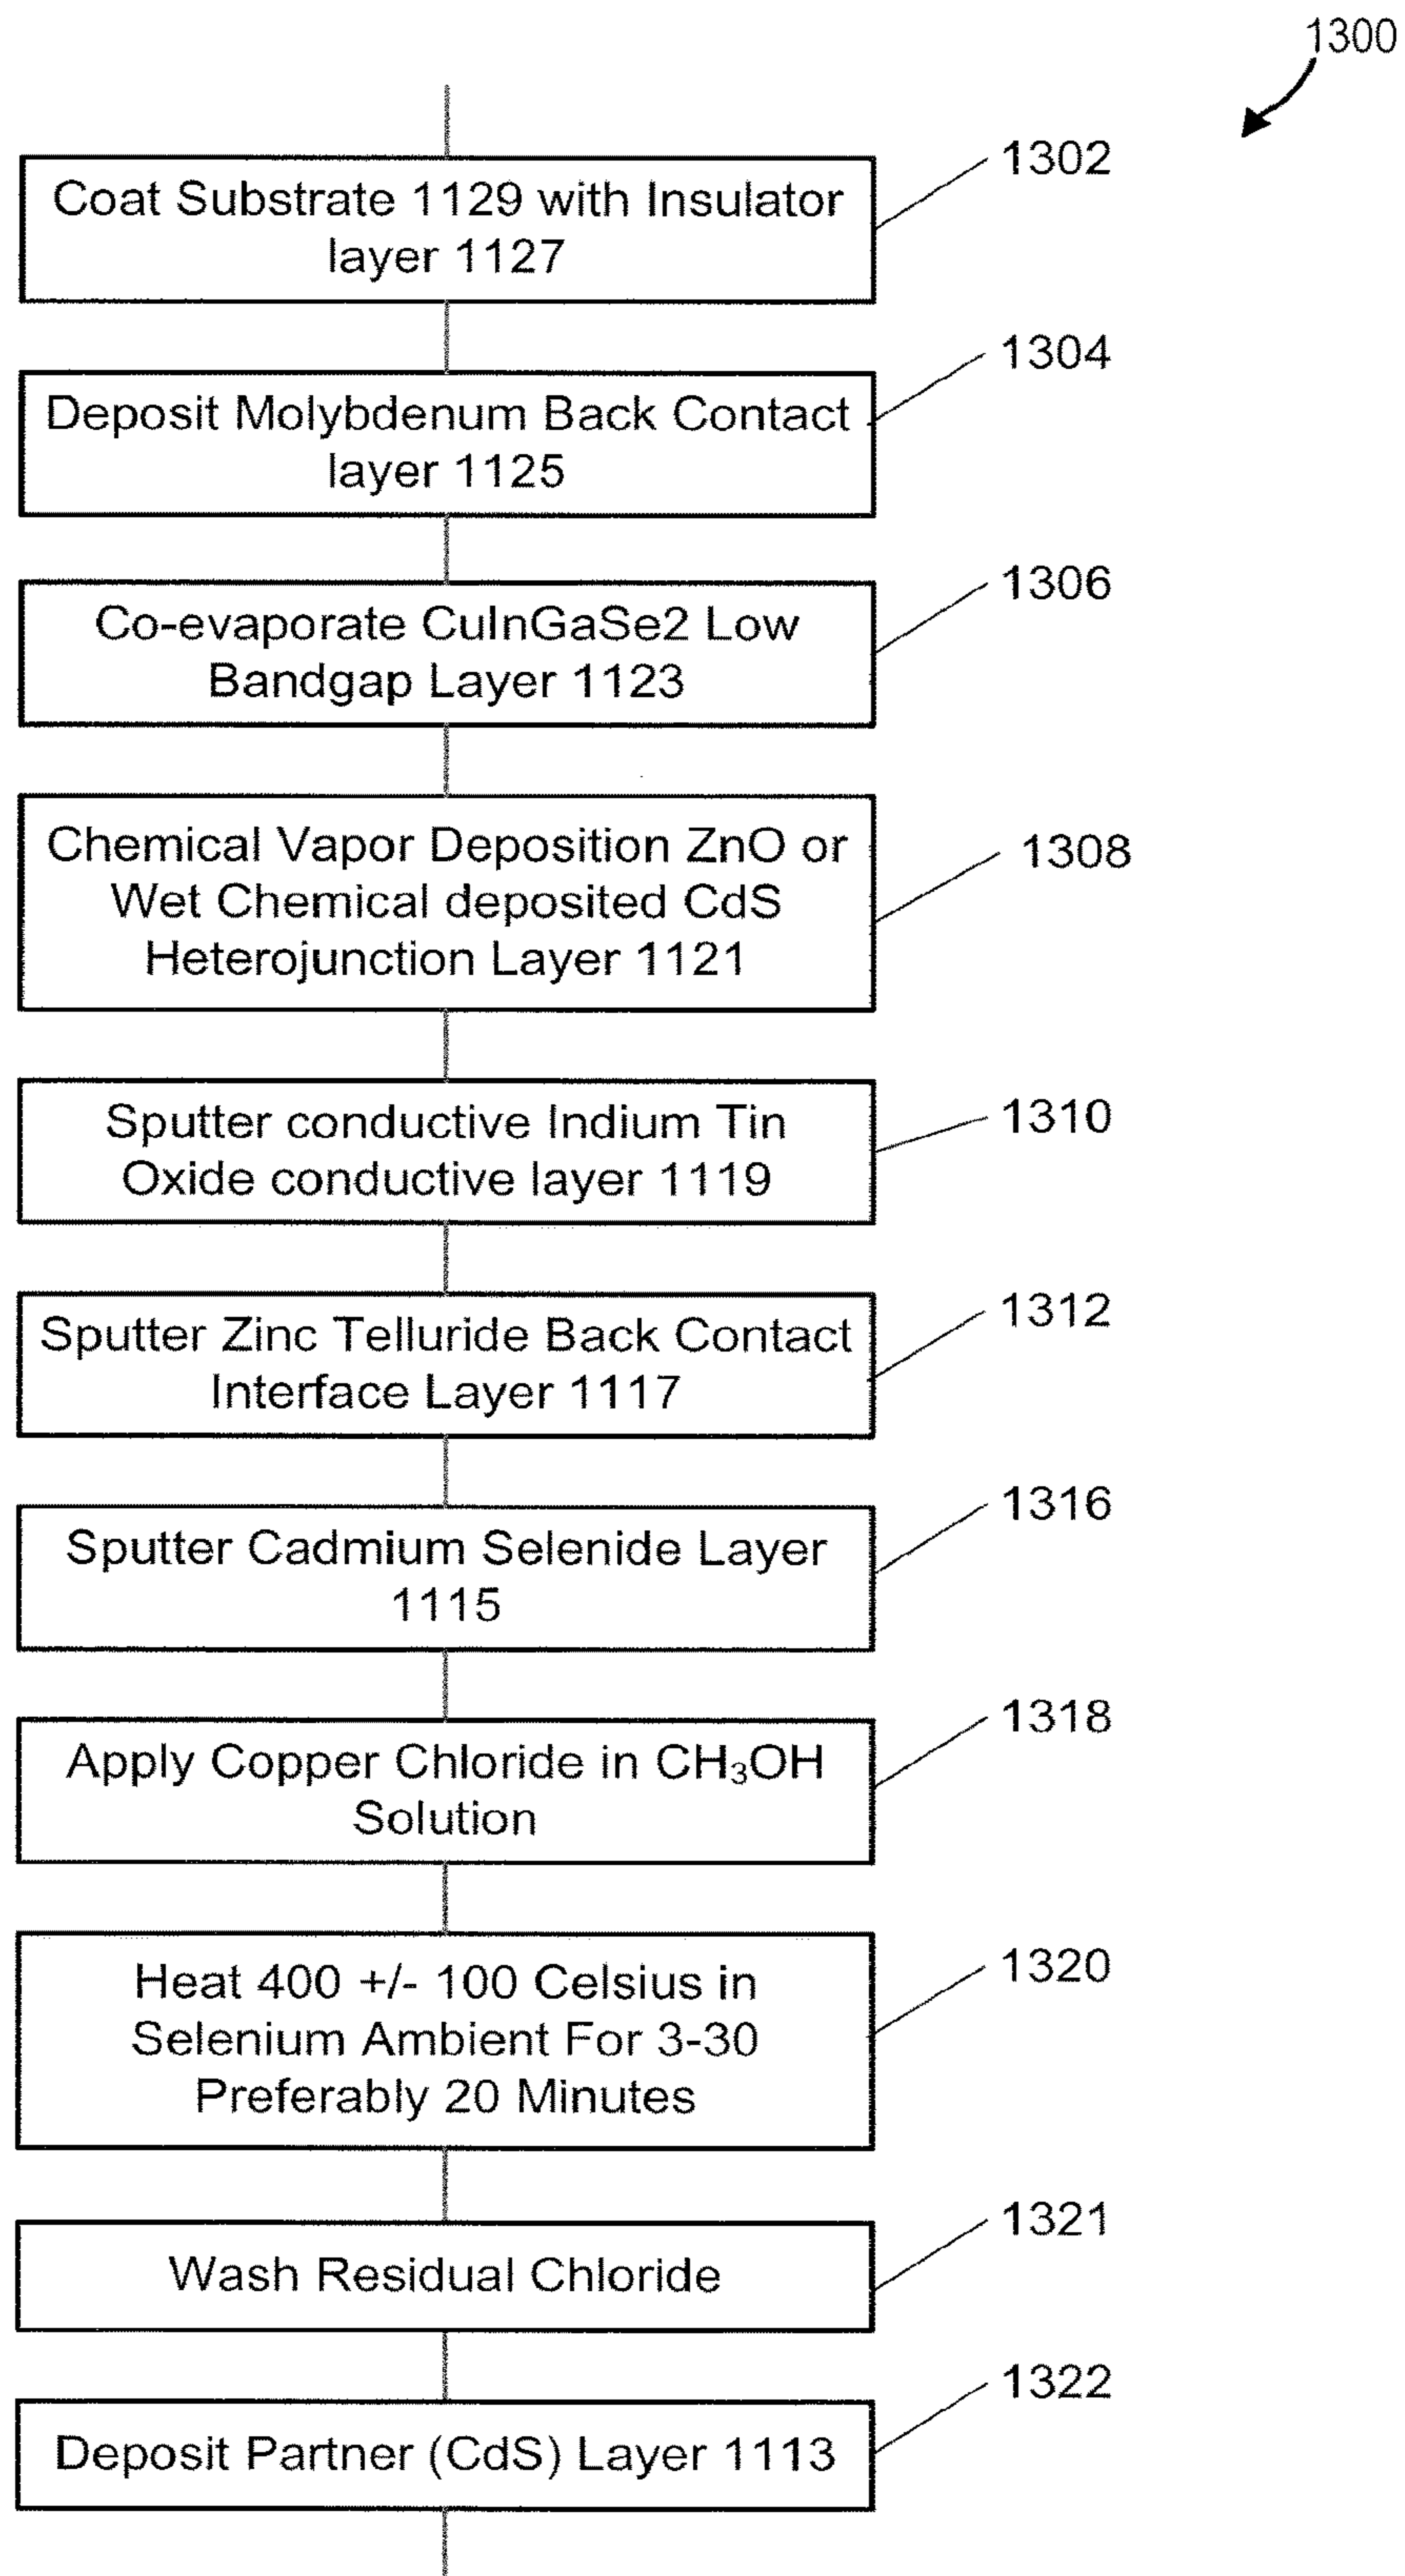 1300
1302
Coat Substrate 1129 with Insulator
layer 1127
1304
Deposit Molybdenum Back Contact
layer 1125
1306
Co-evaporate CuInGaSe2 Low
Bandgap Layer 1123
1308
Chemical Vapor Deposition ZnO or
Wet Chemical deposited CdS
Heterojunction Layer 1121
1310
Sputter conductive Indium Tin
Oxide conductive layer 1119
1312
Sputter Zinc Telluride Back Contact
Interface Layer 1117
1316
Sputter Cadmium Selenide Layer
1115
1318
Apply Copper Chloride in CH₃OH
Solution
1320
Heat 400 +/- 100 Celsius in
Selenium Ambient For 3-30
Preferably 20 Minutes
1321
Wash Residual Chloride
1322
Deposit Partner (CdS) Layer 1113